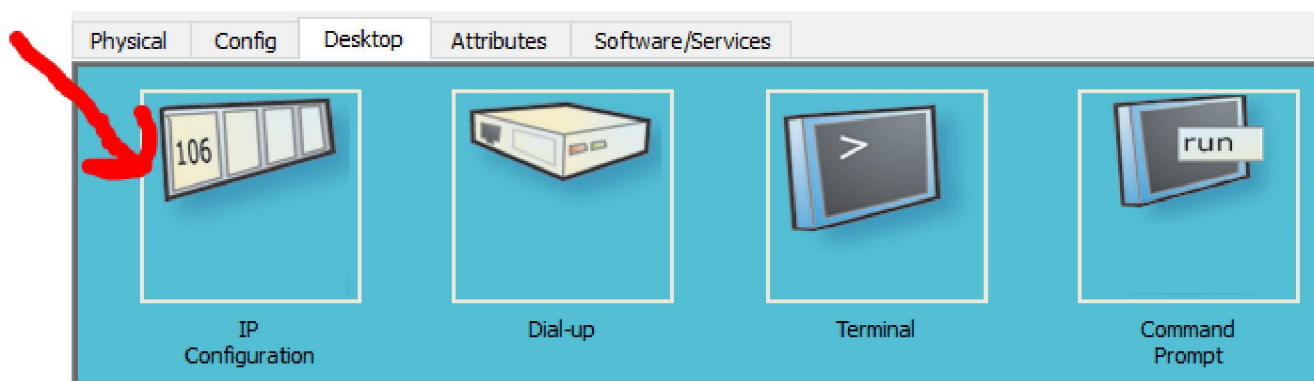 Physical Config Desktop Attributes Software/Services
106
>
run
IP
Configuration
Dial-up
Terminal
Command
Prompt